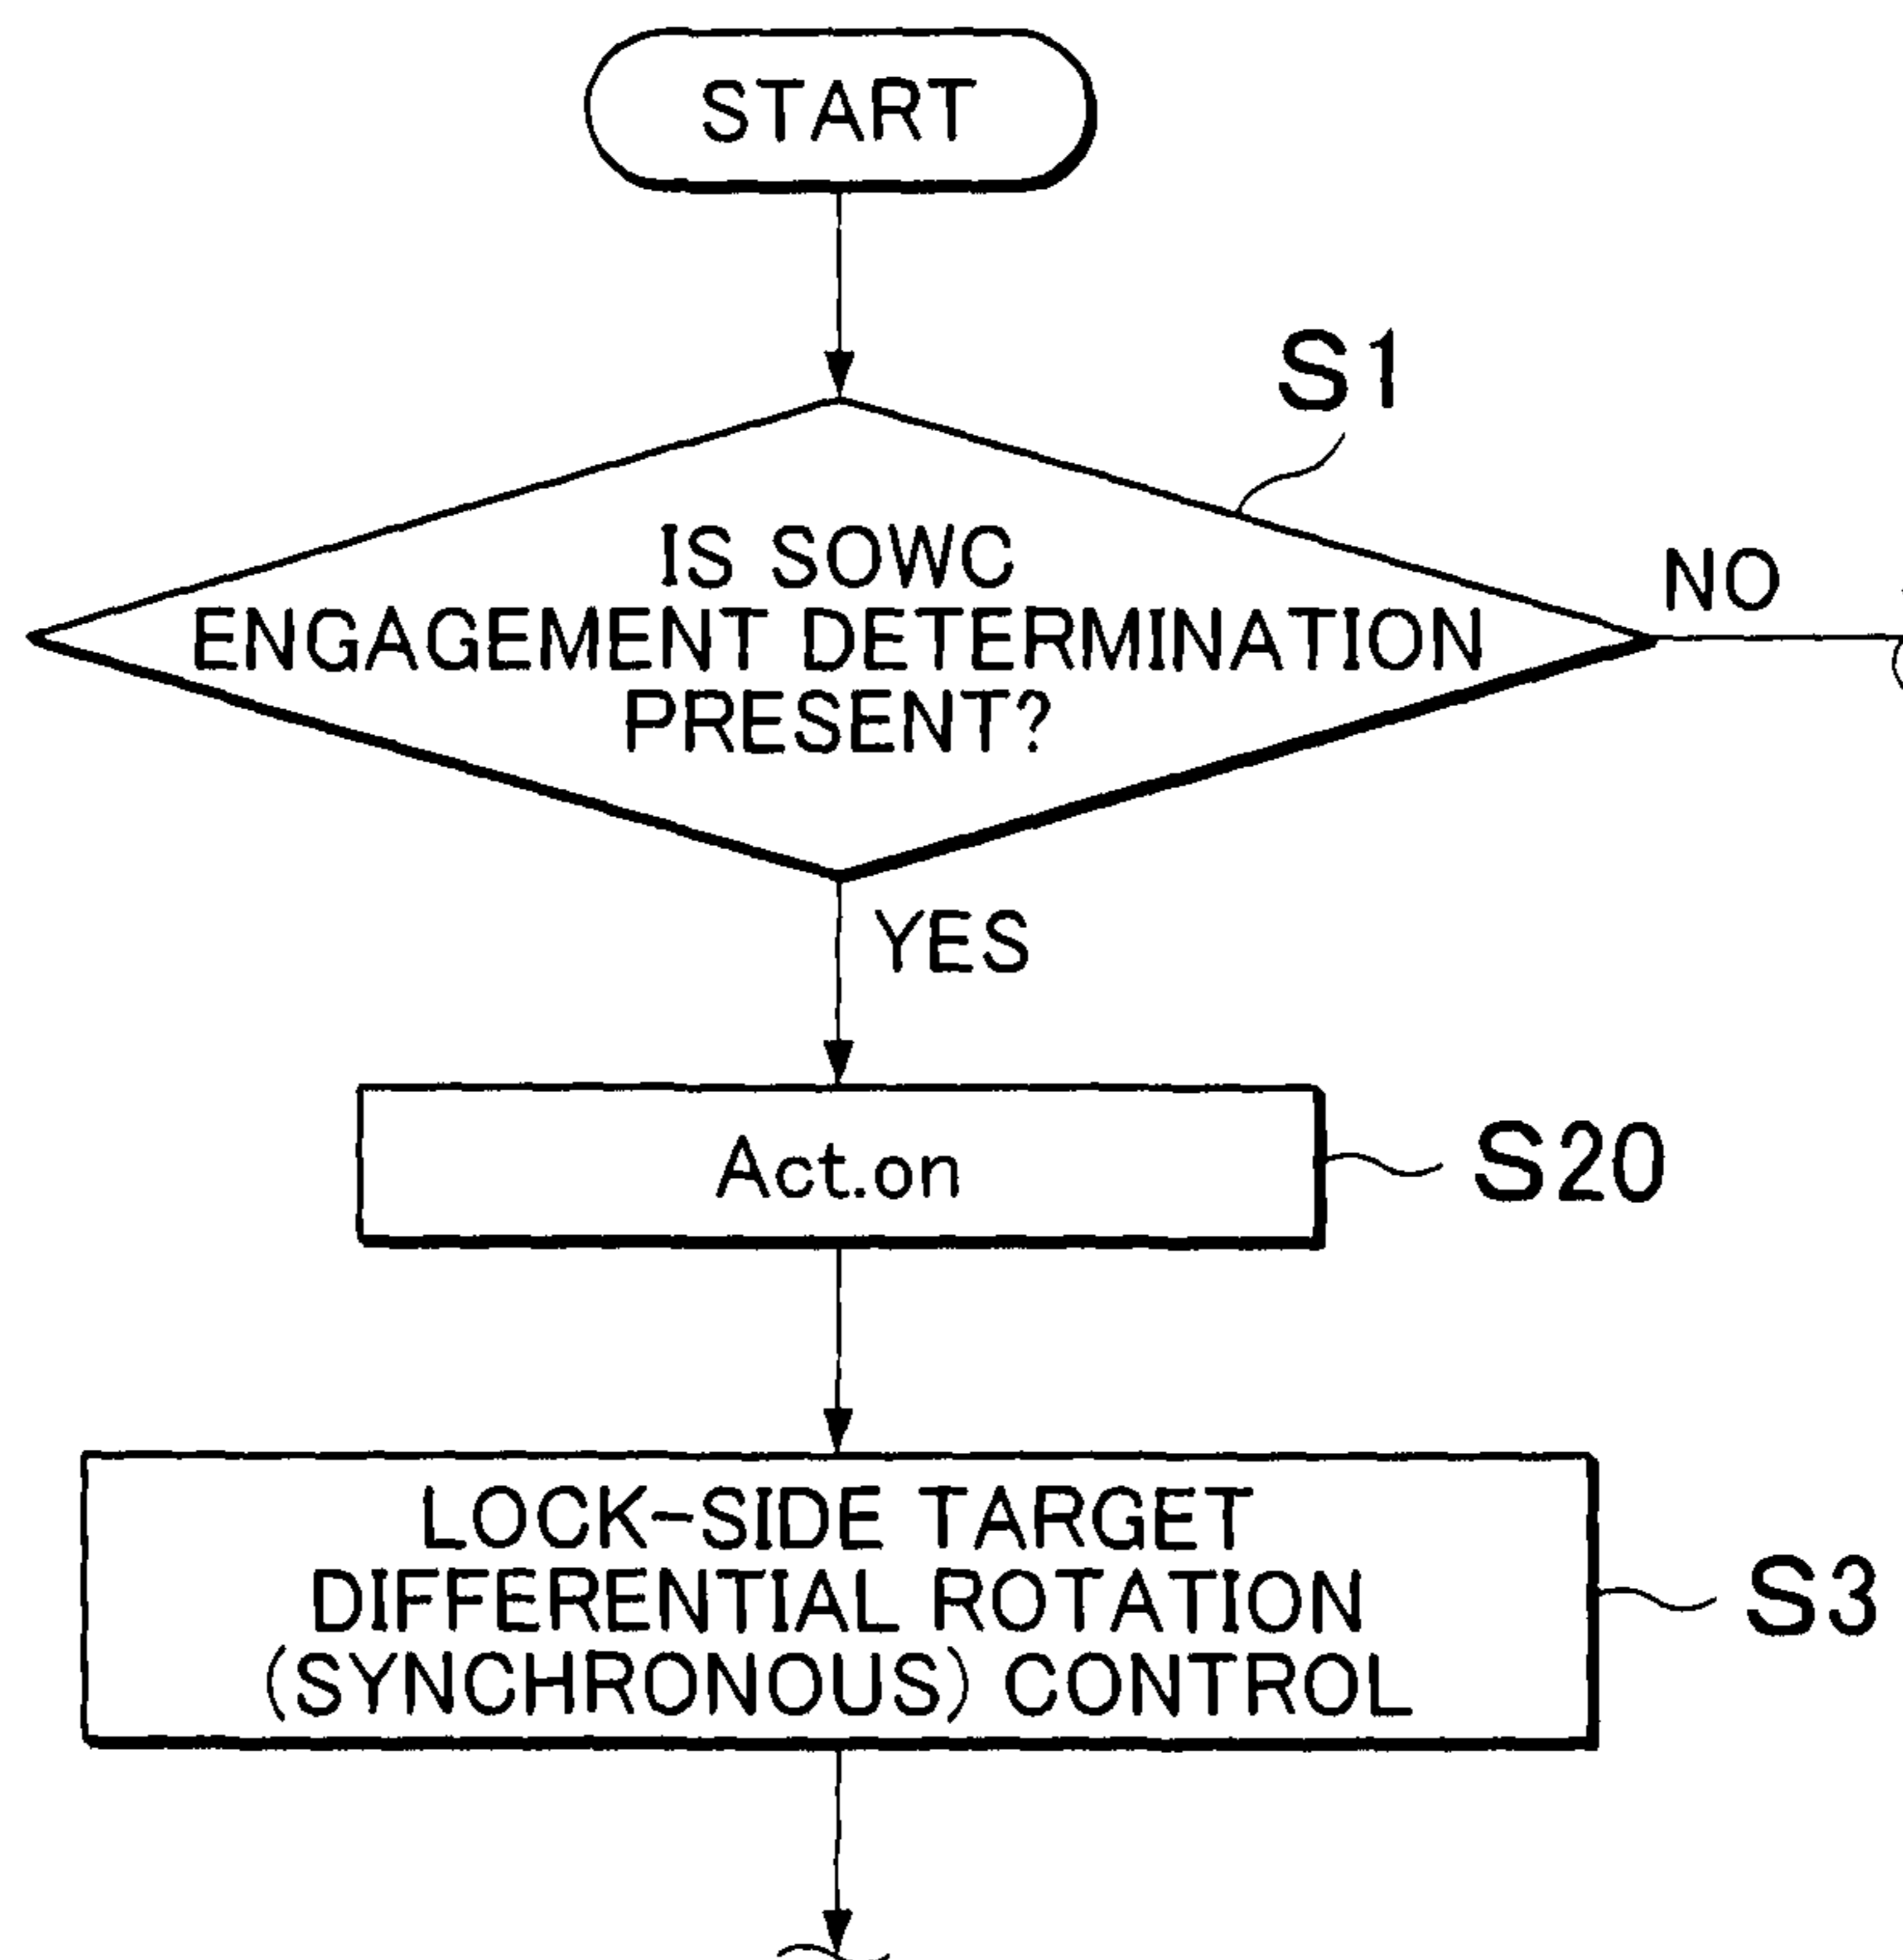 START
S1
IS SOWC
ENGAGEMENT DETERMINATION
PRESENT?
NO
YES
Act.on
S20
LOCK-SIDE TARGET
DIFFERENTIAL ROTATION
(SYNCHRONOUS) CONTROL
S3